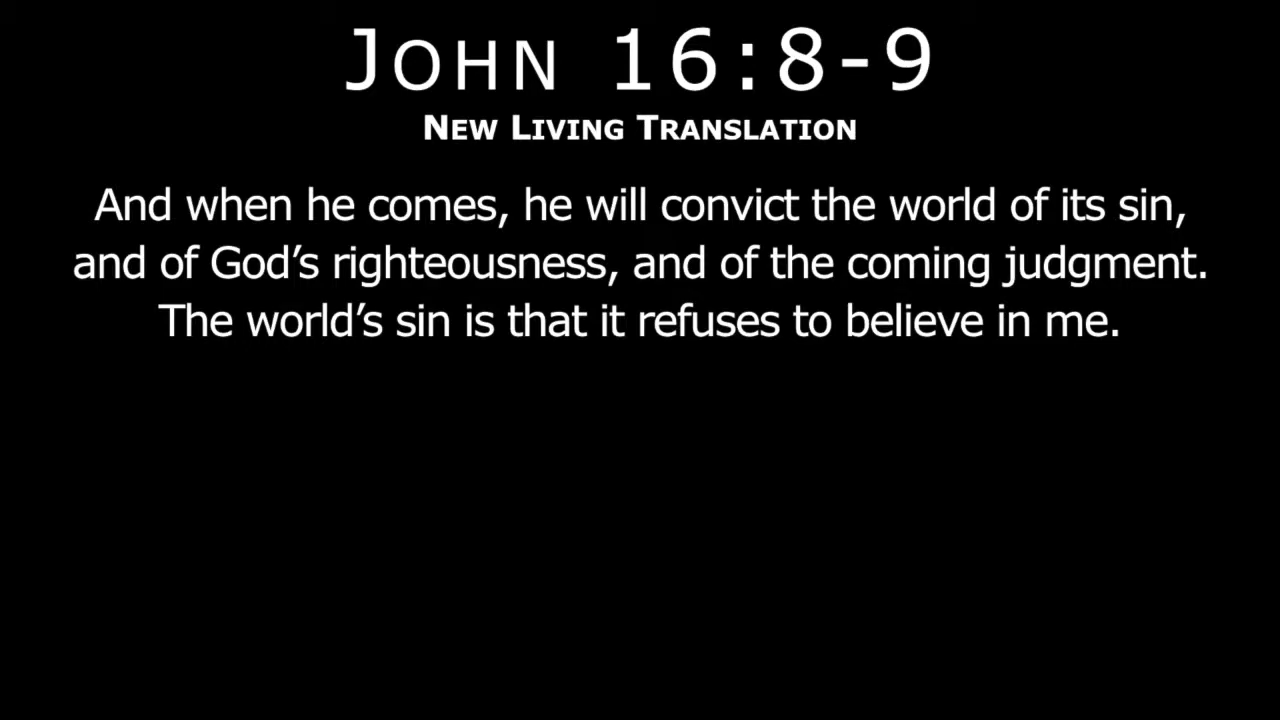 John 16:8-9
New Living Translation
And when he comes, he will convict the world of its sin,
and of God’s righteousness, and of the coming judgment.
The world’s sin is that it refuses to believe in me.